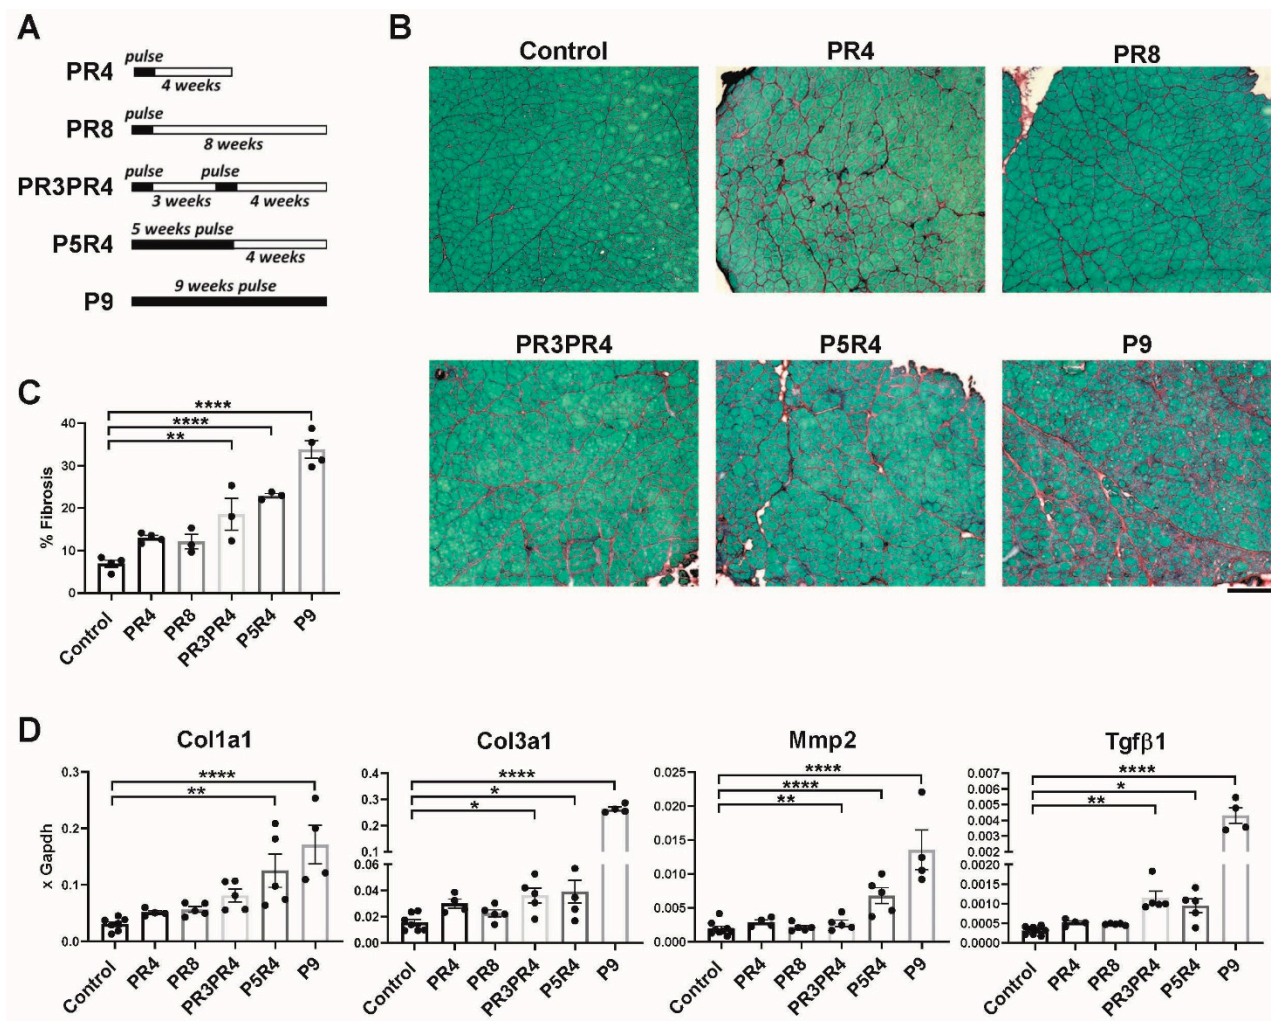 A
pulse
PR4
4 weeks
pulse
PR8
8 weeks
pulse pulse
PR3PR4
3 weeks 4 weeks
5 weeks pulse
P5R4
4 weeks
9 weeks pulse
P9
B
Control PR4 PR8
PR3PR4 P5R4 P9
C
****
****
**
% Fibrosis
40
30
20
10
0
Control PR4 PR8 PR3PR4 P5R4 P9
D
Col1a1
****
**
x Gapdh
0.3
0.2
0.1
0.0
Control PR4 PR8 PR3PR4 P5R4 P9
Col3a1
****
*
*
0.4
0.3
0.2
0.1
0.06
0.04
0.02
0.00
Control PR4 PR8 PR3PR4 P5R4 P9
Mmp2
****
****
**
0.025
0.020
0.015
0.010
0.005
0.000
Control PR4 PR8 PR3PR4 P5R4 P9
Tgfβ1
****
*
**
0.007
0.006
0.005
0.004
0.003
0.002
0.0020
0.0015
0.0010
0.0005
0.0000
Control PR4 PR8 PR3PR4 P5R4 P9